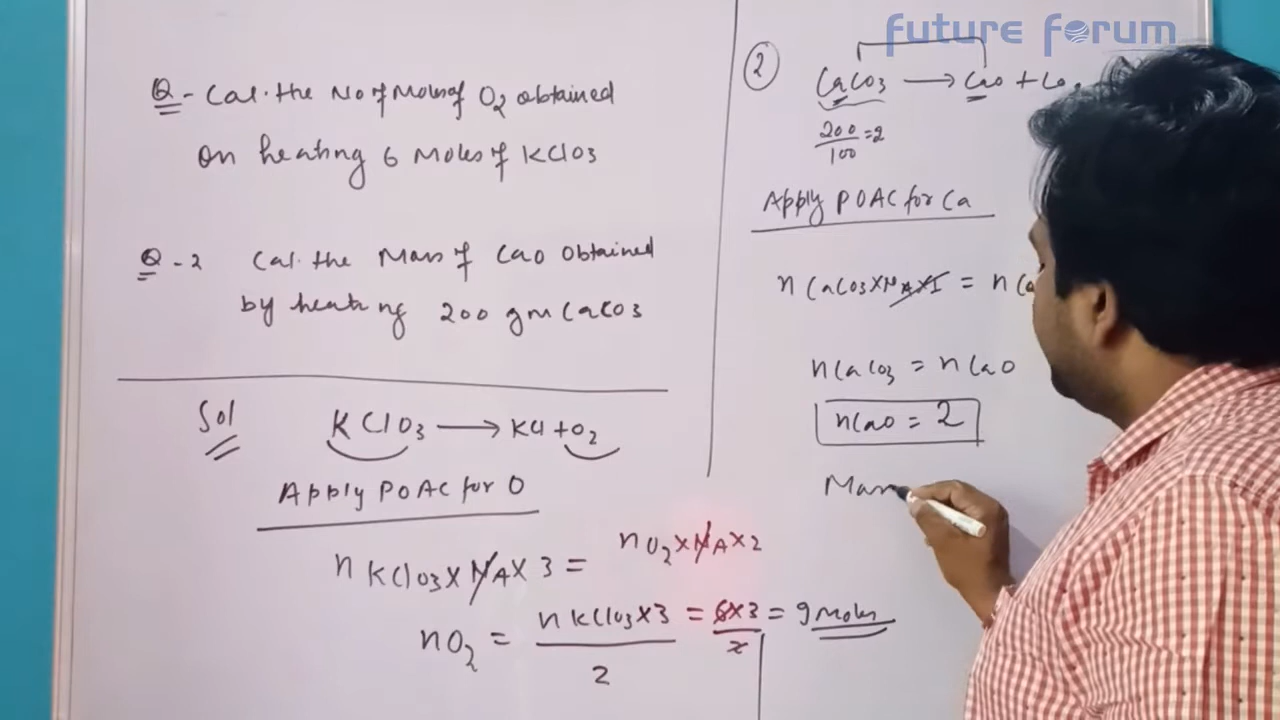 future forum
Q - Cal. the No of Moles of O2 obtained
On heating 6 Moles of KClO3
Q - 2 Cal. the Mass of CaO obtained
by heating 200 gm CaCO3
Sol
KClO3 → KCl + O2
Apply POAC for O
n KClO3 X NA X 3 = nO2 X NA X 2
nO2 = n KClO3 X 3 / 2 = 6 X 3 / 2 = 9 Moles
2
CaCO3 → CaO + CO2
200 / 100 = 2
Apply POAC for Ca
n CaCO3 X NA X 1 = n
n CaCO3 = n CaO
n CaO = 2
Mass